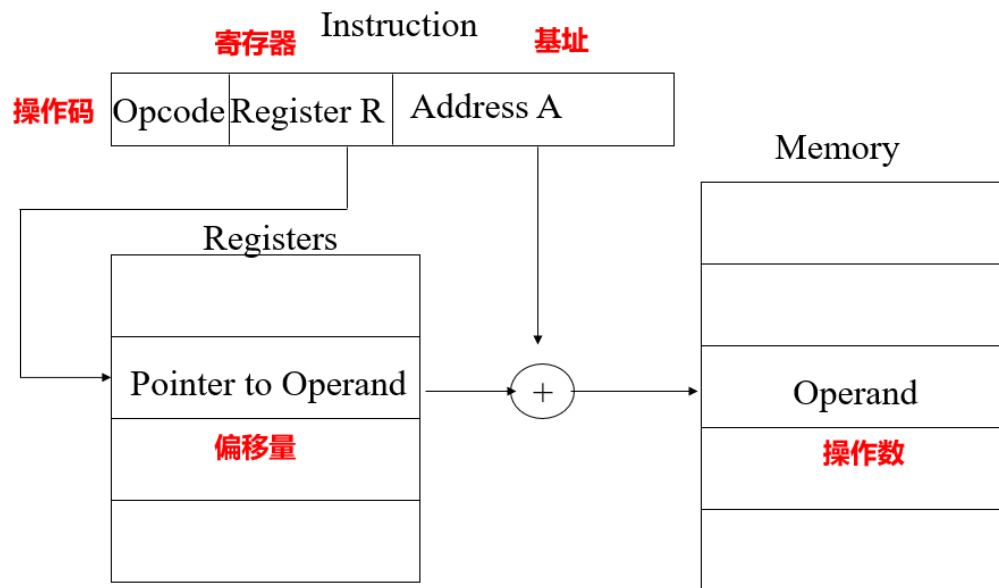 Instruction
寄存器
基址
操作码
Opcode
Register R
Address A
Memory
Registers
Pointer to Operand
+
Operand
偏移量
操作数